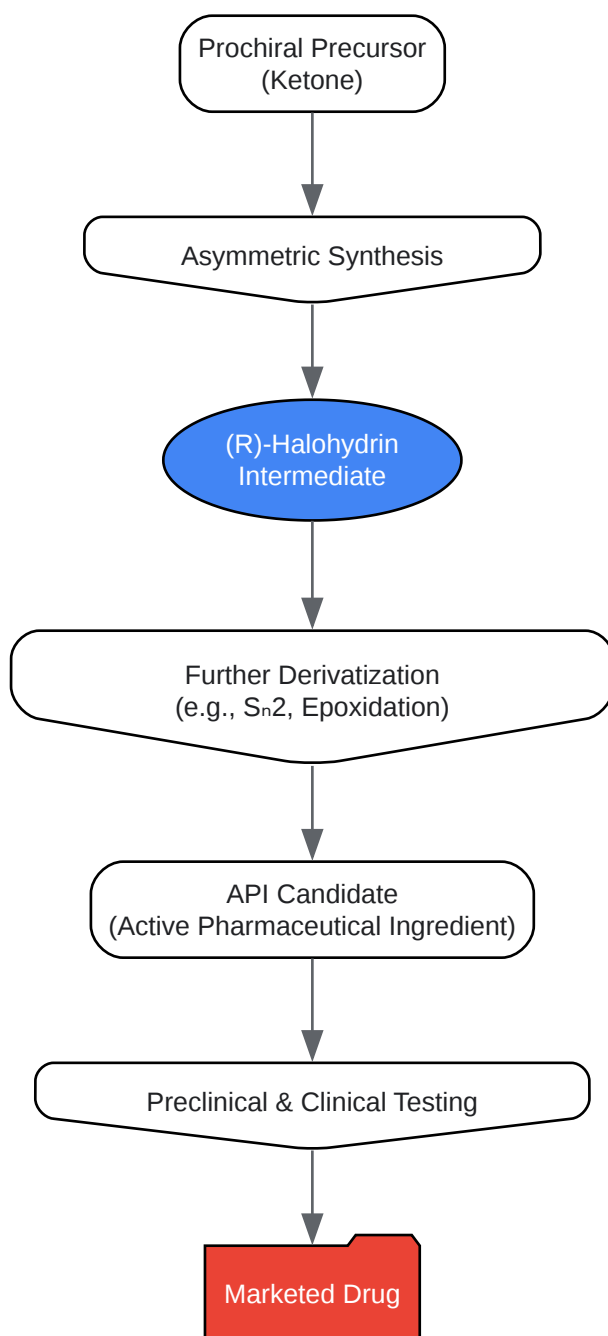 Prochiral Precursor
(Ketone)
Asymmetric Synthesis
(R)-Halohydrin
Intermediate
Further Derivatization
(e.g., Sₙ2, Epoxidation)
API Candidate
(Active Pharmaceutical Ingredient)
Preclinical & Clinical Testing
Marketed Drug